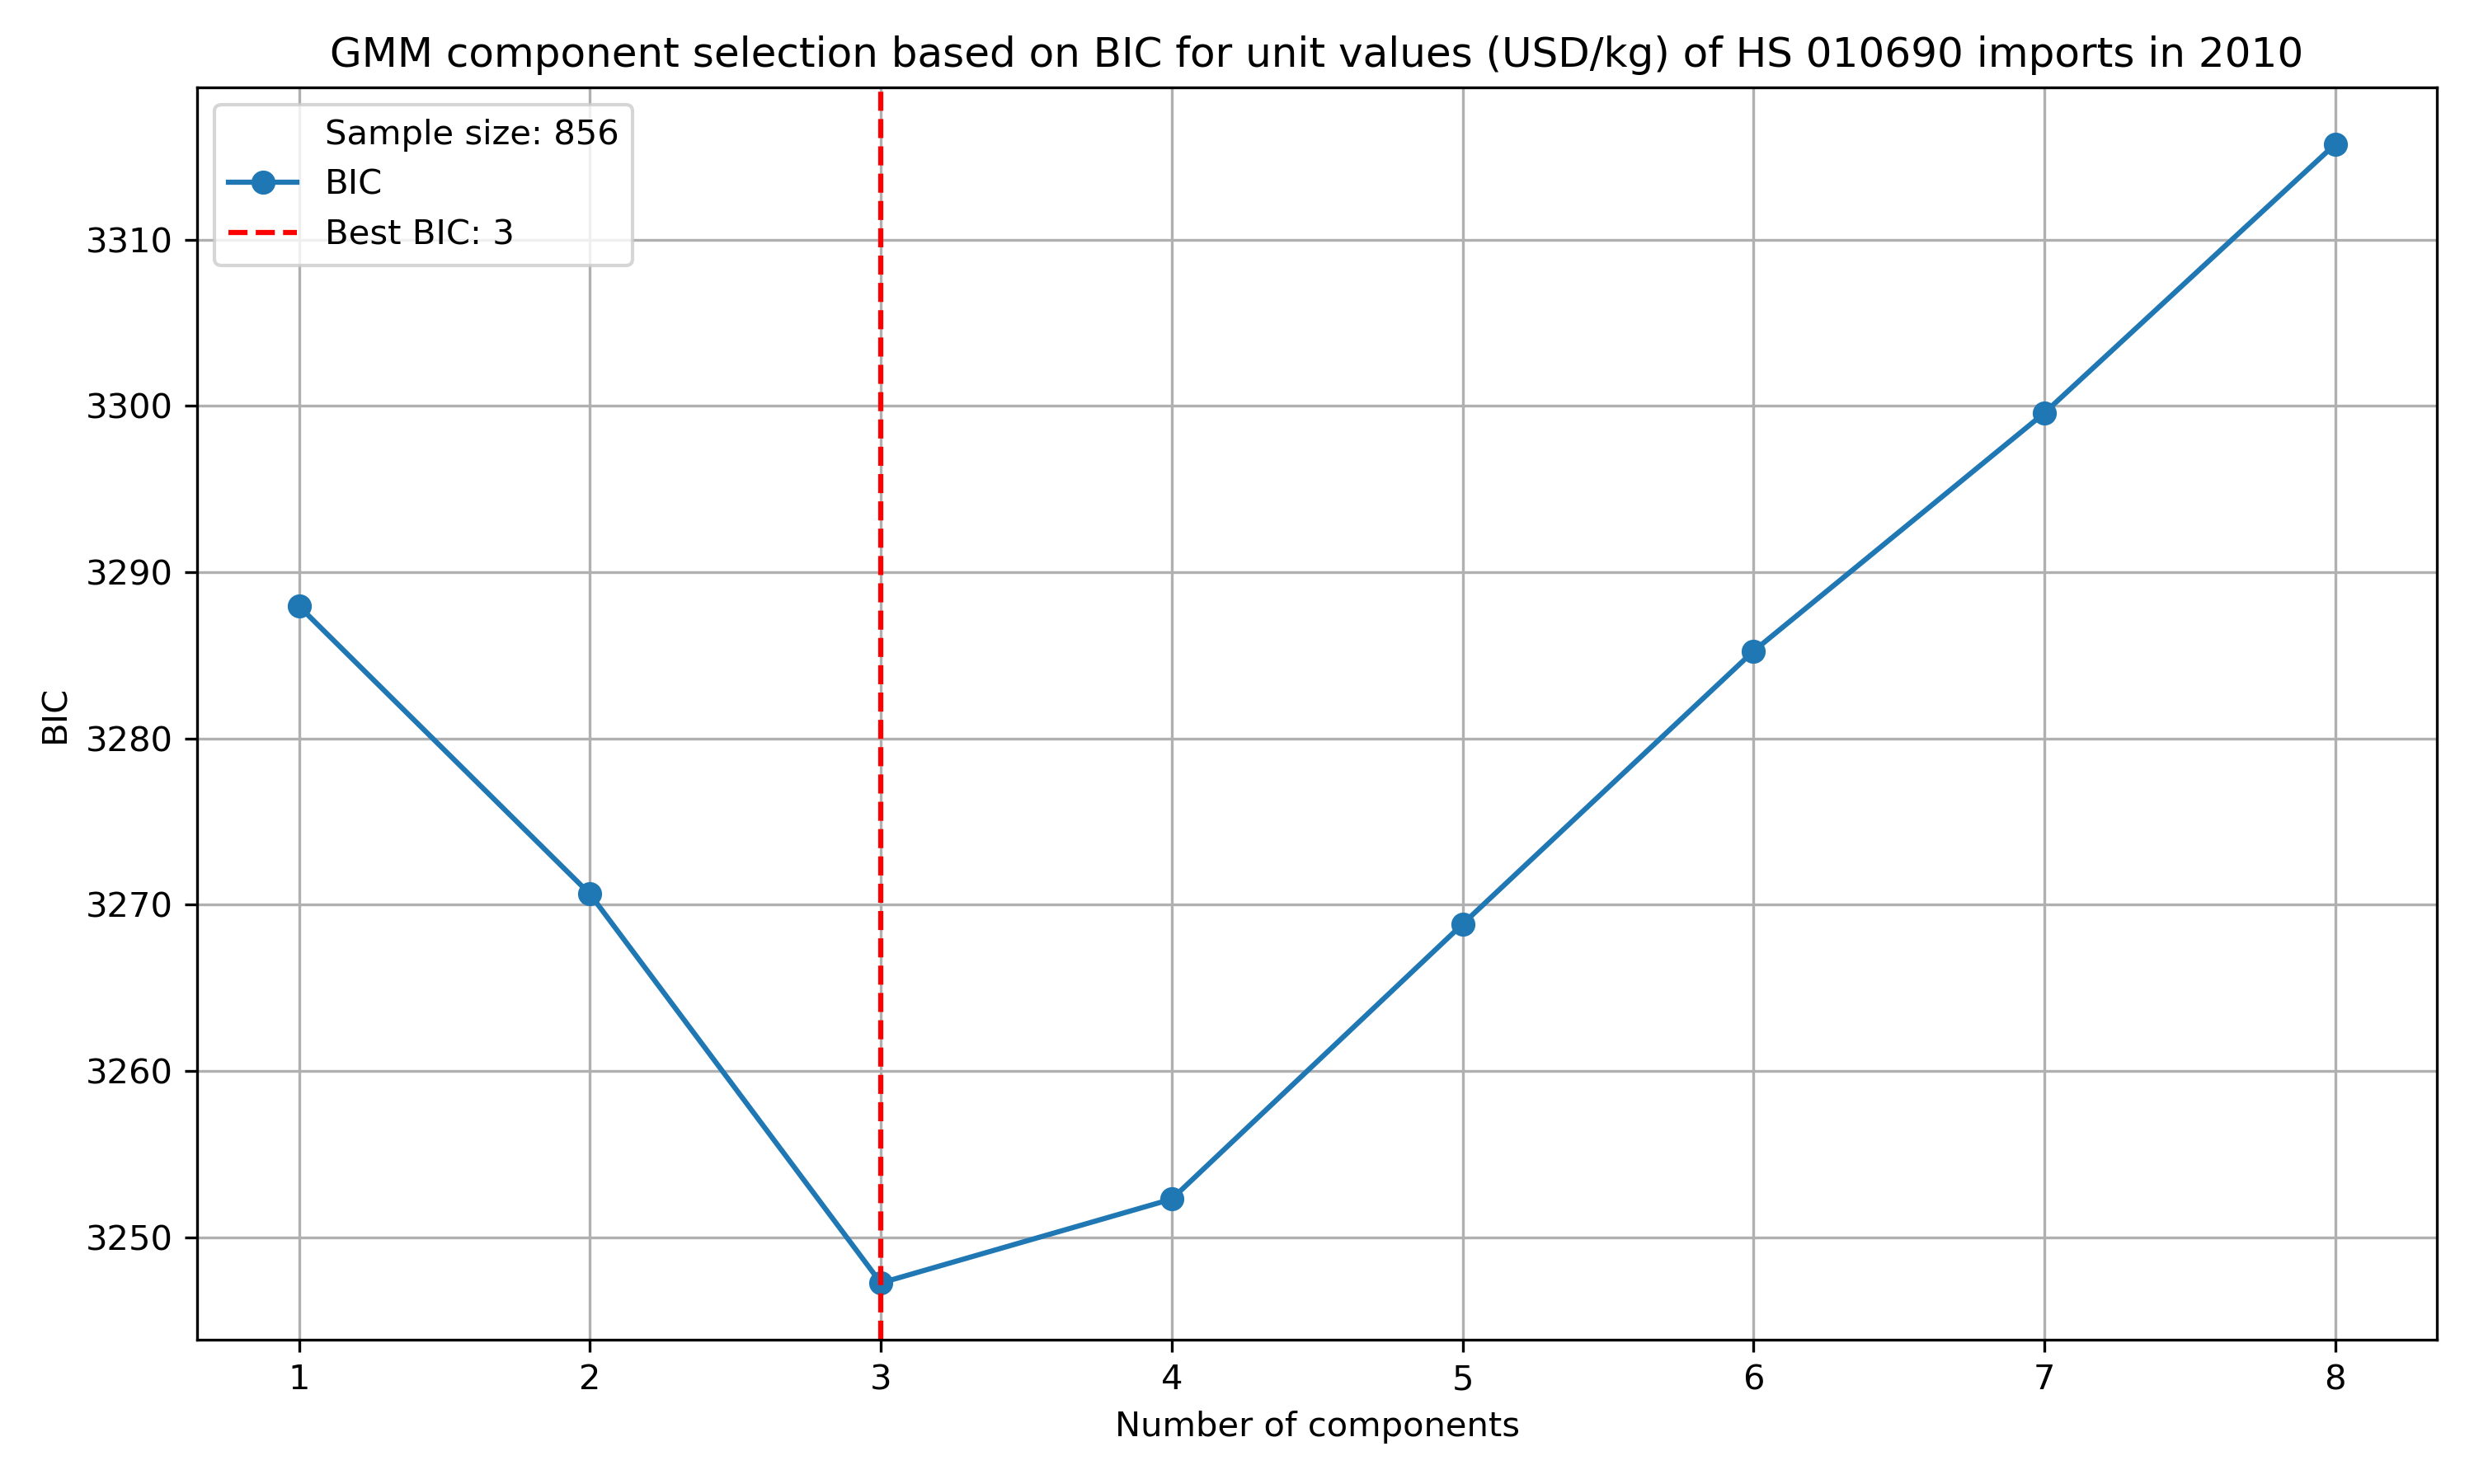 GMM component selection based on BIC for unit values (USD/kg) of HS 010690 imports in 2010
Sample size: 856
BIC
Best BIC: 3
3310
3300
3290
3280
3270
3260
3250
BIC
1 2 3 4 5 6 7 8
Number of components